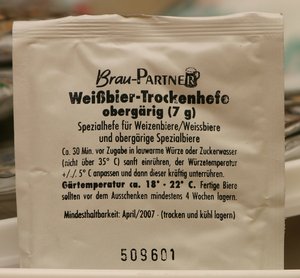 Brau-PARTNER
Weißbier-Trockenhefe
obergärig (7 g)
Spezialhefe für Weizenbiere/Weissbiere
und obergärige Spezialbiere
Ca. 30 Min. vor Zugabe in lauwarme Würze oder Zuckerwasser
(nicht über 35° C) sanft einrühren, der Würzetemperatur
+/./. 5° C anpassen und dann dieser kräftig unterrühren.
Gärtemperatur ca. 18° - 22° C. Fertige Biere
sollten vor dem Ausschenken mindestens 4 Wochen lagern.
Mindesthaltbarkeit: April/2007 - (trocken und kühl lagern)
509601